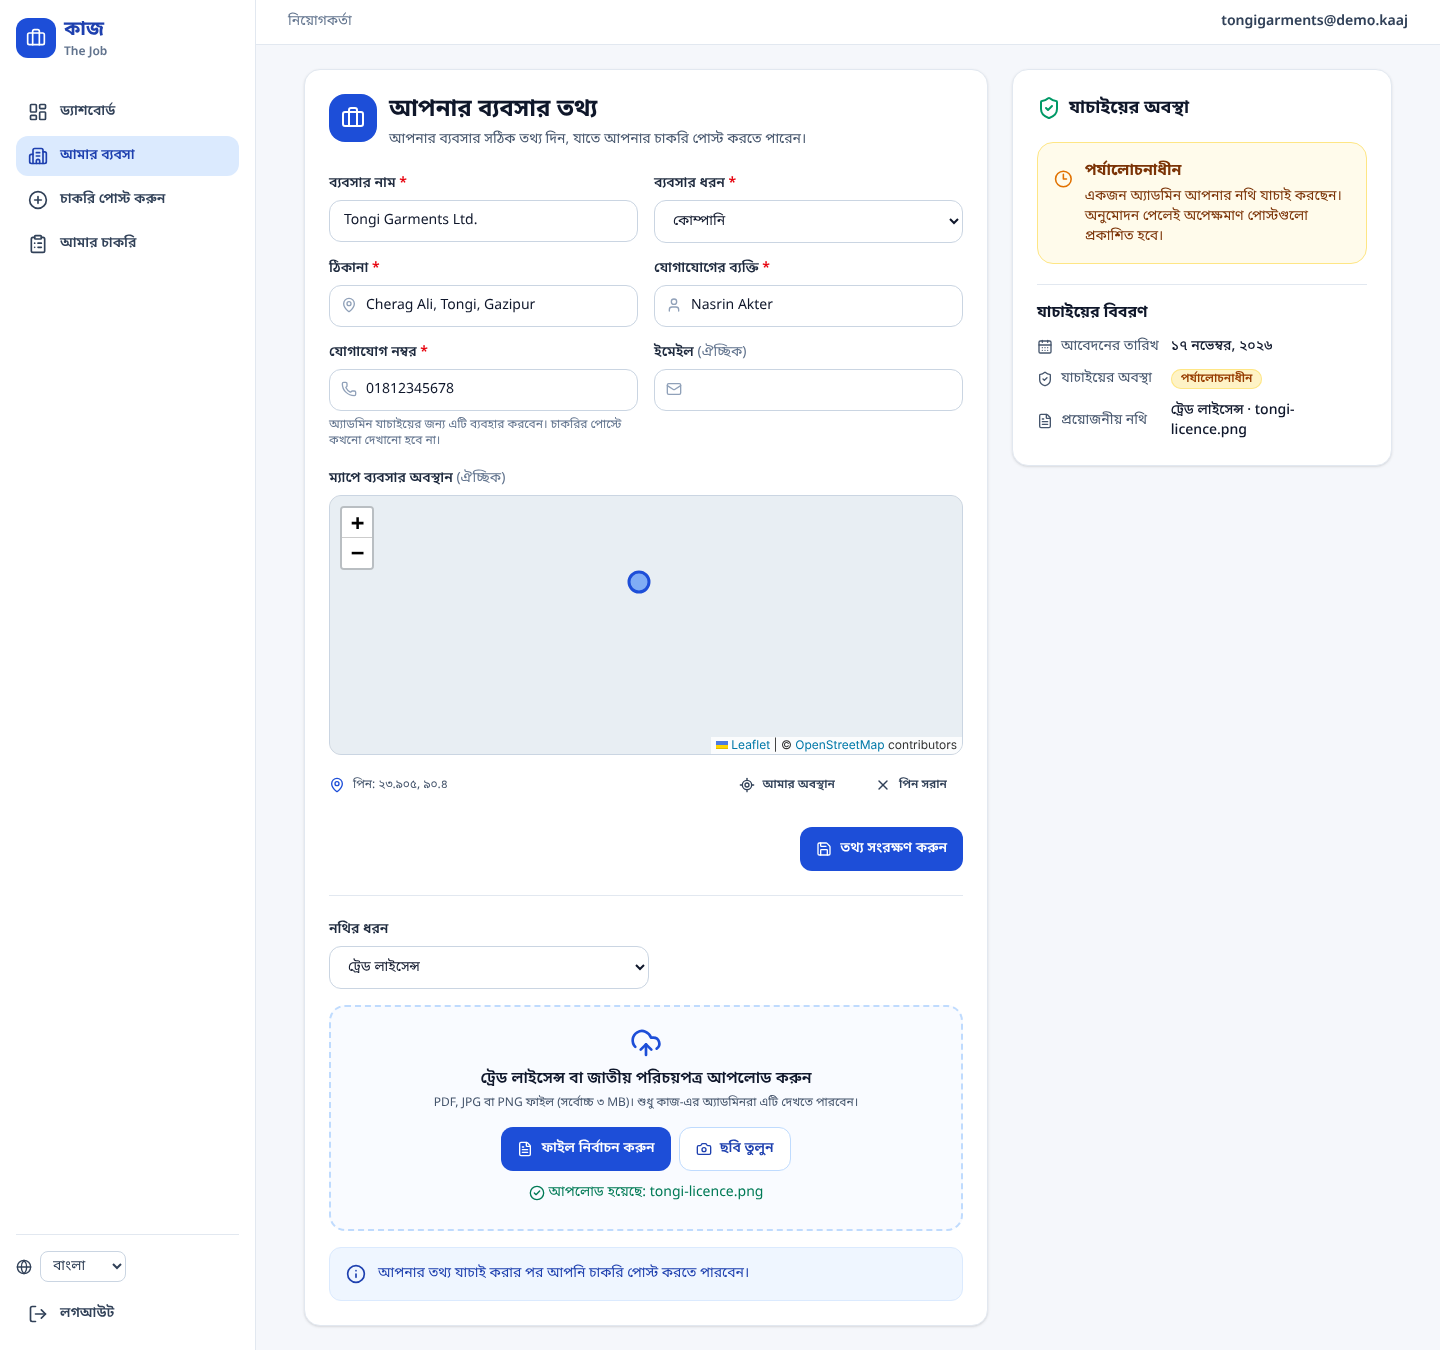 কাজ
The Job
ড্যাশবোর্ড
আমার ব্যবসা
চাকরি পোস্ট করুন
আমার চাকরি
বাংলা
লগআউট
নিয়োগকর্তা
tongigarments@demo.kaaj
আপনার ব্যবসার তথ্য
আপনার ব্যবসার সঠিক তথ্য দিন, যাতে আপনার চাকরি পোস্ট করতে পারেন।
ব্যবসার নাম *
Tongi Garments Ltd.
ব্যবসার ধরন *
কোম্পানি
ঠিকানা *
Cherag Ali, Tongi, Gazipur
যোগাযোগের ব্যক্তি *
Nasrin Akter
যোগাযোগ নম্বর *
01812345678
অ্যাডমিন যাচাইয়ের জন্য এটি ব্যবহার করবেন। চাকরির পোস্টে
কখনো দেখানো হবে না।
ইমেইল (ঐচ্ছিক)
ম্যাপে ব্যবসার অবস্থান (ঐচ্ছিক)
+
−
Leaflet | © OpenStreetMap contributors
পিন: ২৩.৯০৫, ৯০.৪
আমার অবস্থান
পিন সরান
তথ্য সংরক্ষণ করুন
নথির ধরন
ট্রেড লাইসেন্স
ট্রেড লাইসেন্স বা জাতীয় পরিচয়পত্র আপলোড করুন
PDF, JPG বা PNG ফাইল (সর্বোচ্চ ৩ MB)। শুধু কাজ-এর অ্যাডমিনরা এটি দেখতে পারবেন।
ফাইল নির্বাচন করুন
ছবি তুলুন
আপলোড হয়েছে: tongi-licence.png
আপনার তথ্য যাচাই করার পর আপনি চাকরি পোস্ট করতে পারবেন।
যাচাইয়ের অবস্থা
পর্যালোচনাধীন
একজন অ্যাডমিন আপনার নথি যাচাই করছেন।
অনুমোদন পেলেই অপেক্ষমাণ পোস্টগুলো
প্রকাশিত হবে।
যাচাইয়ের বিবরণ
আবেদনের তারিখ ১৭ নভেম্বর, ২০২৬
যাচাইয়ের অবস্থা পর্যালোচনাধীন
প্রয়োজনীয় নথি ট্রেড লাইসেন্স · tongi-
licence.png